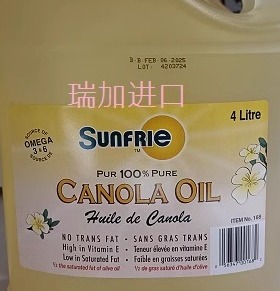 B-B FEB 06-2025
LOT: 4203724
瑞加进口
4 Litre
SOURCE OF
OMEGA
3 & 6
SOURCE DE
SUNFRIE
TM
PUR 100% PURE
CANOLA OIL
Huile de Canola
ITEM No. 168
NO TRANS FAT • SANS GRAS TRANS
High in Vitamin E • Teneur élevée en vitamine E
Low in Saturated Fat • Faible en graisses saturées
½ the saturated fat of olive oil • ½ de gras saturé d'huile d'olive